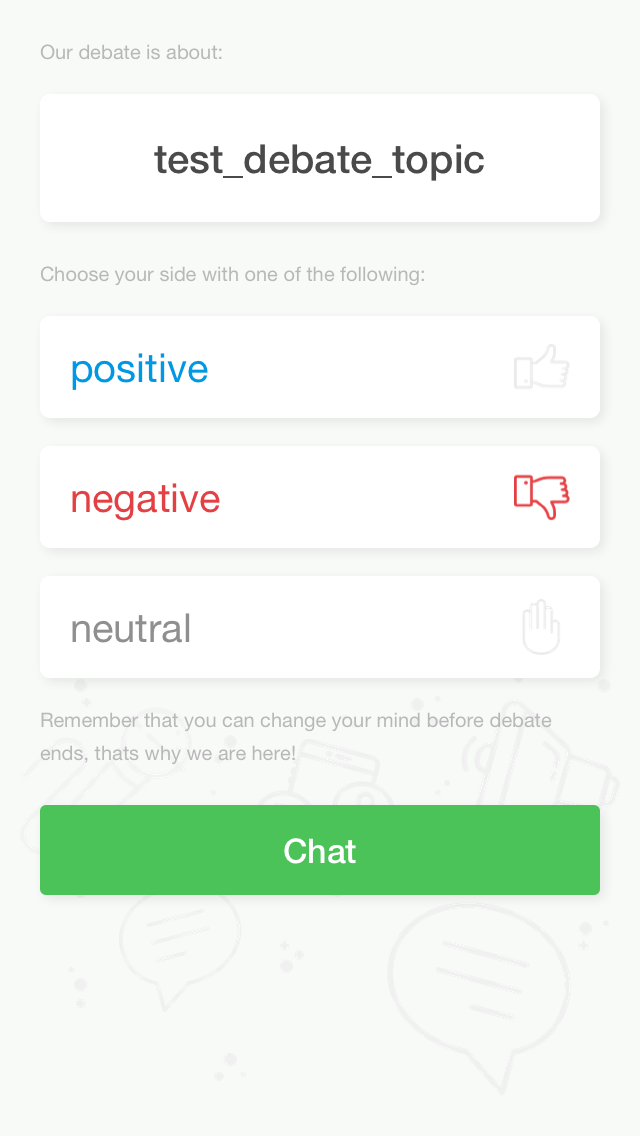 Our debate is about:
test_debate_topic
Choose your side with one of the following:
positive
negative
neutral
Remember that you can change your mind before debate
ends, thats why we are here!
Chat